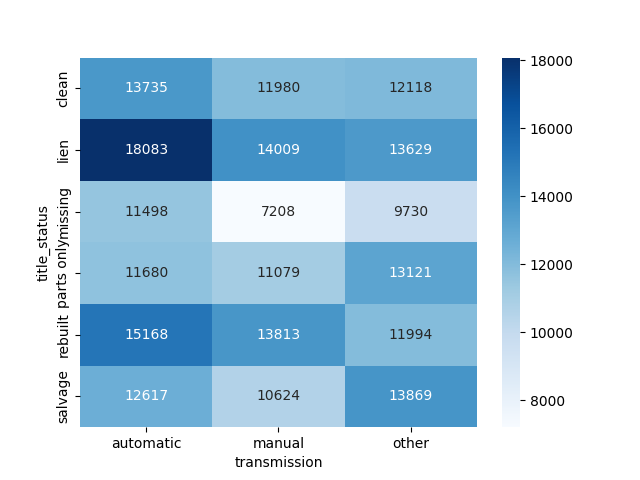 title_status
clean 13735 11980 12118
lien 18083 14009 13629
missing 11498 7208 9730
parts only 11680 11079 13121
rebuilt 15168 13813 11994
salvage 12617 10624 13869
automatic manual other
transmission
18000
16000
14000
12000
10000
8000